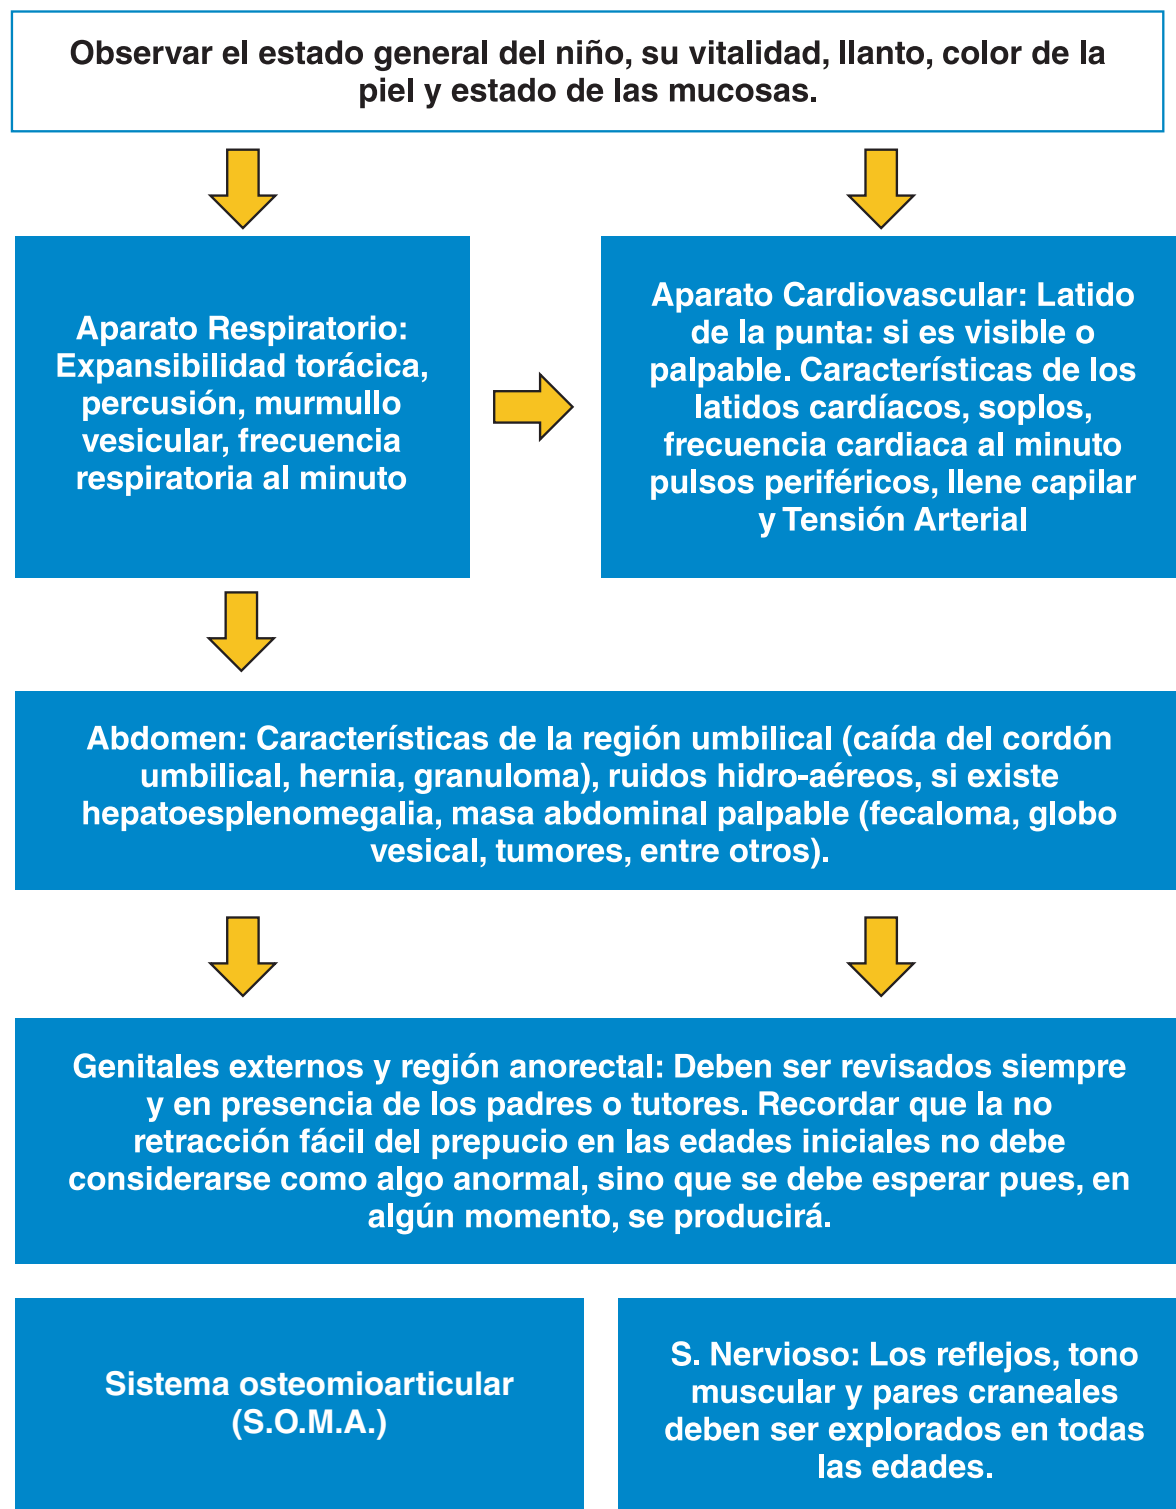 Observar el estado general del niño, su vitalidad, llanto, color de la
piel y estado de las mucosas.
Aparato Respiratorio:
Expansibilidad torácica,
percusión, murmullo
vesicular, frecuencia
respiratoria al minuto
Aparato Cardiovascular: Latido
de la punta: si es visible o
palpable. Características de los
latidos cardíacos, soplos,
frecuencia cardiaca al minuto
pulsos periféricos, llene capilar
y Tensión Arterial
Abdomen: Características de la región umbilical (caída del cordón
umbilical, hernia, granuloma), ruidos hidro-aéreos, si existe
hepatoesplenomegalia, masa abdominal palpable (fecaloma, globo
vesical, tumores, entre otros).
Genitales externos y región anorectal: Deben ser revisados siempre
y en presencia de los padres o tutores. Recordar que la no
retracción fácil del prepucio en las edades iniciales no debe
considerarse como algo anormal, sino que se debe esperar pues, en
algún momento, se producirá.
Sistema osteomioarticular
(S.O.M.A.)
S. Nervioso: Los reflejos, tono
muscular y pares craneales
deben ser explorados en todas
las edades.